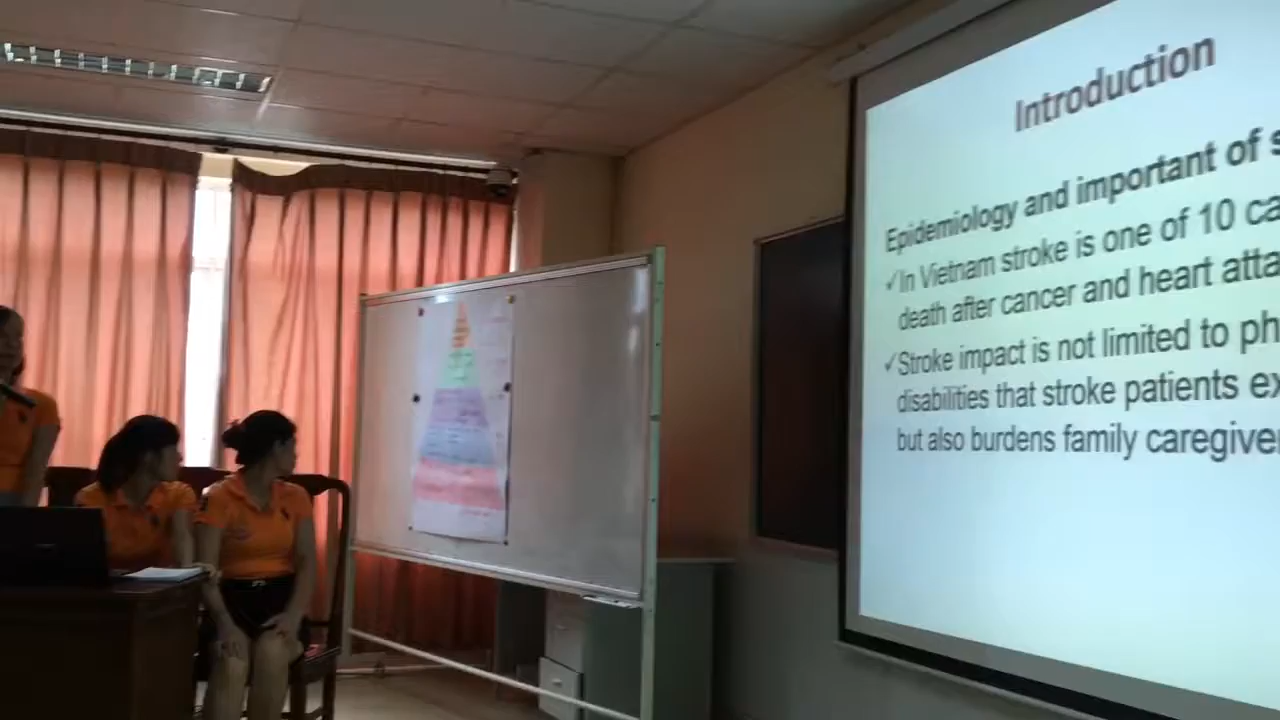 Introduction
Epidemiology and important of s
✓In Vietnam stroke is one of 10 ca
death after cancer and heart atta
✓Stroke impact is not limited to ph
disabilities that stroke patients ex
but also burdens family caregiver